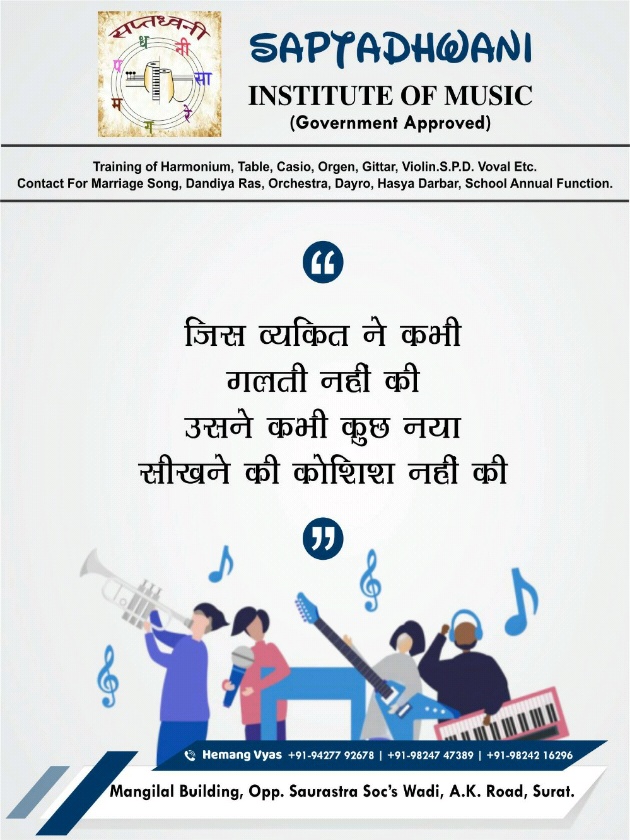 सप्तध्वनी
ध
नी
प
सा
म
रे
ग
SAPTADHWANI
INSTITUTE OF MUSIC
(Government Approved)
Training of Harmonium, Table, Casio, Orgen, Gittar, Violin.S.P.D. Voval Etc.
Contact For Marriage Song, Dandiya Ras, Orchestra, Dayro, Hasya Darbar, School Annual Function.
“
जिस व्यकित ने कभी
गलती नहीं की
उसने कभी कुछ नया
सीखने की कोशिश नहीं की
”
Hemang Vyas +91-94277 92678 | +91-98247 47389 | +91-98242 16296
Mangilal Building, Opp. Saurastra Soc's Wadi, A.K. Road, Surat.